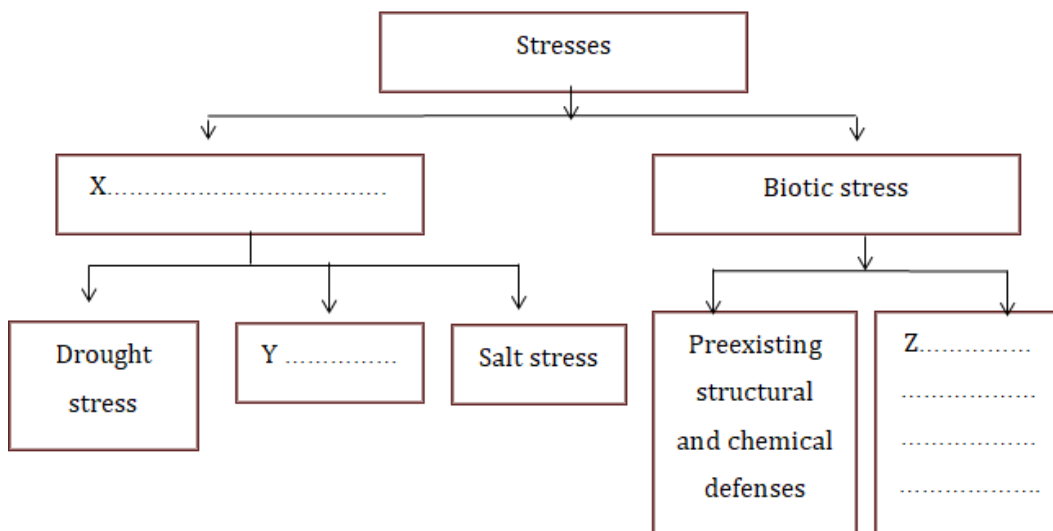 Stresses
X……………………………….
Biotic stress
Drought
stress
Y …………..
Salt stress
Preexisting
structural
and chemical
defenses
Z……………
………………
………………
……………….